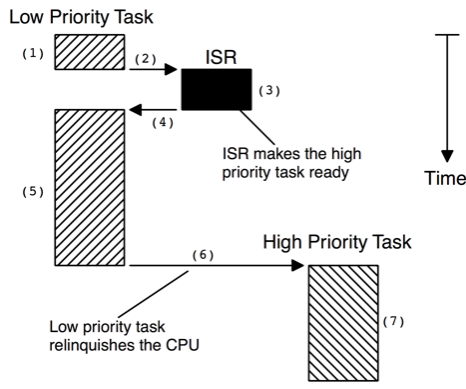 Low Priority Task
(1)
(2)
ISR
(3)
(4)
ISR makes the high
priority task ready
Time
(5)
(6)
High Priority Task
Low priority task
relinquishes the CPU
(7)